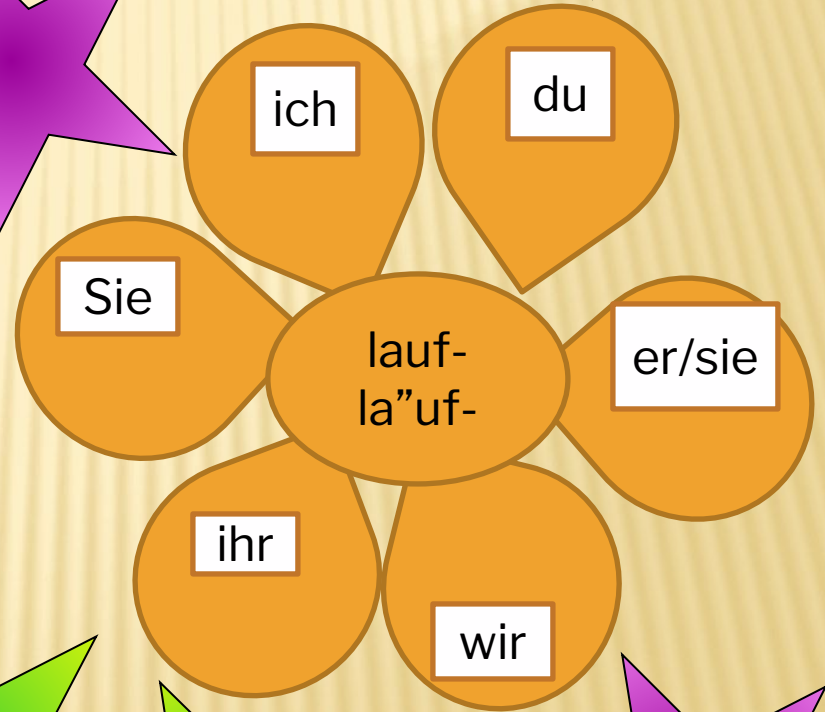 ich
du
Sie
er/sie
lauf-
la”uf-
ihr
wir